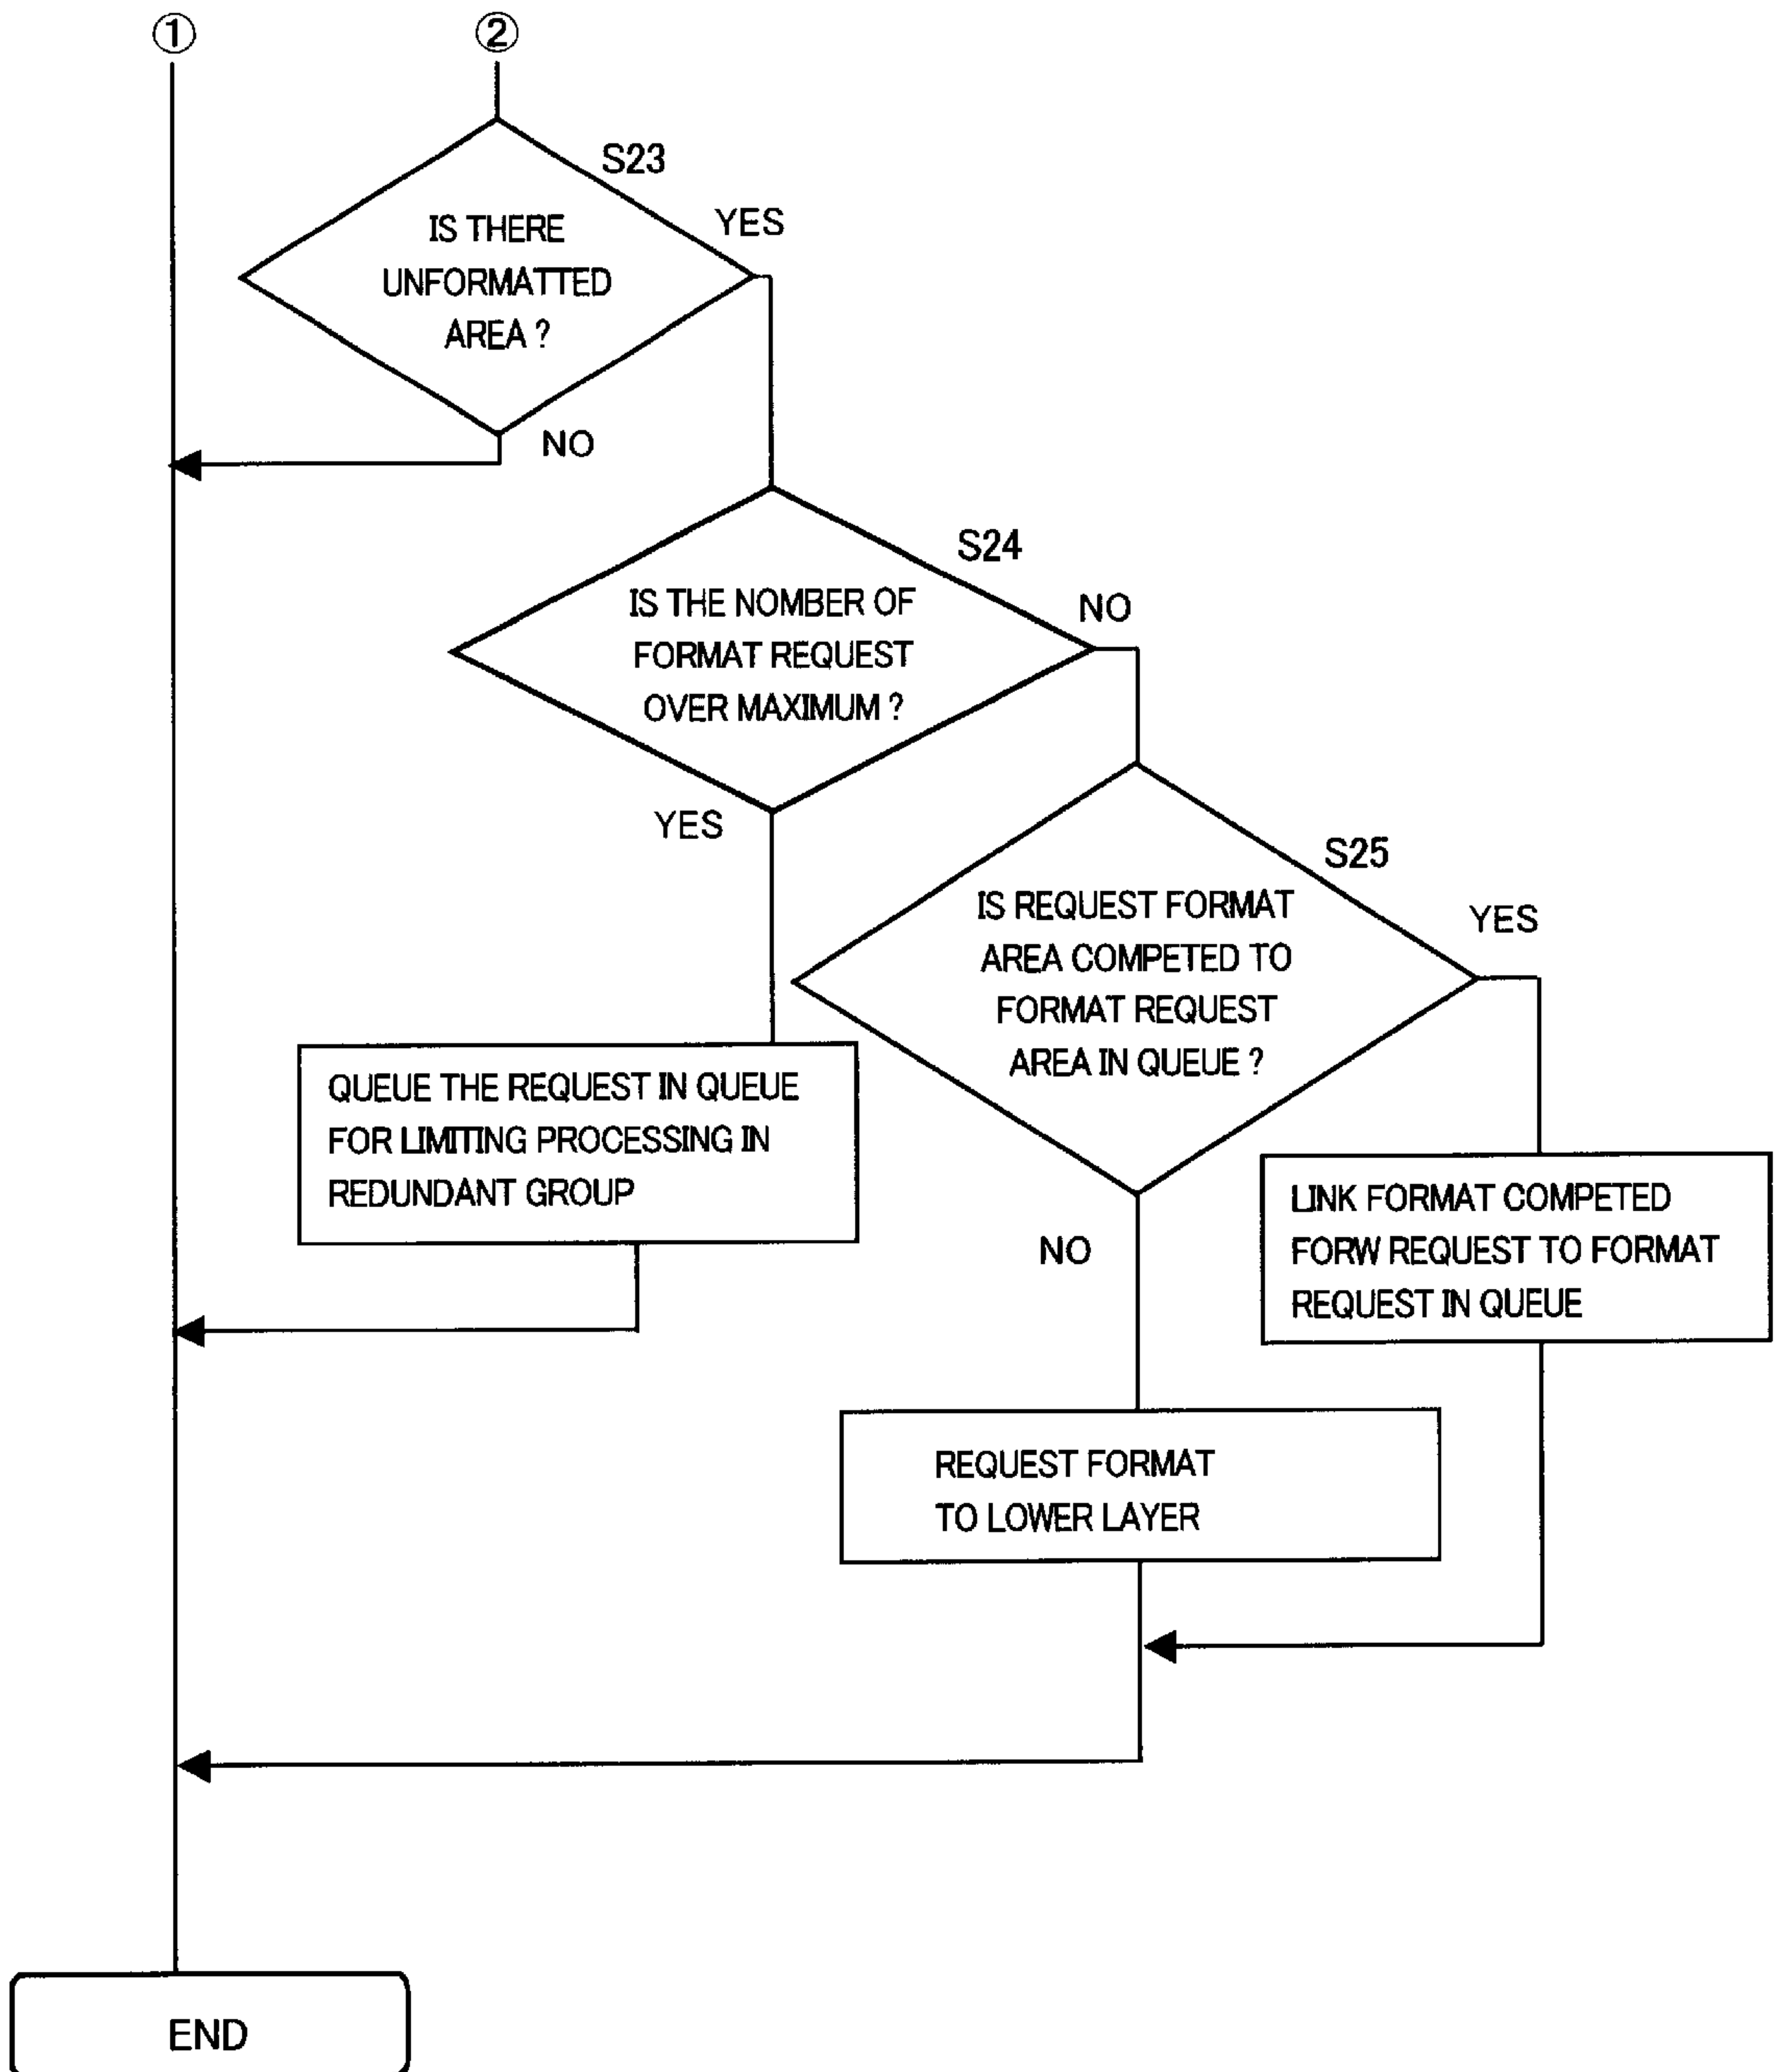 ① ②
S23
IS THERE
UNFORMATTED
AREA ?
YES
NO
S24
IS THE NOMBER OF
FORMAT REQUEST
OVER MAXIMUM ?
NO
YES
S25
IS REQUEST FORMAT
AREA COMPETED TO
FORMAT REQUEST
AREA IN QUEUE ?
YES
NO
QUEUE THE REQUEST IN QUEUE
FOR LIMITING PROCESSING IN
REDUNDANT GROUP
LINK FORMAT COMPETED
FORW REQUEST TO FORMAT
REQUEST IN QUEUE
REQUEST FORMAT
TO LOWER LAYER
END